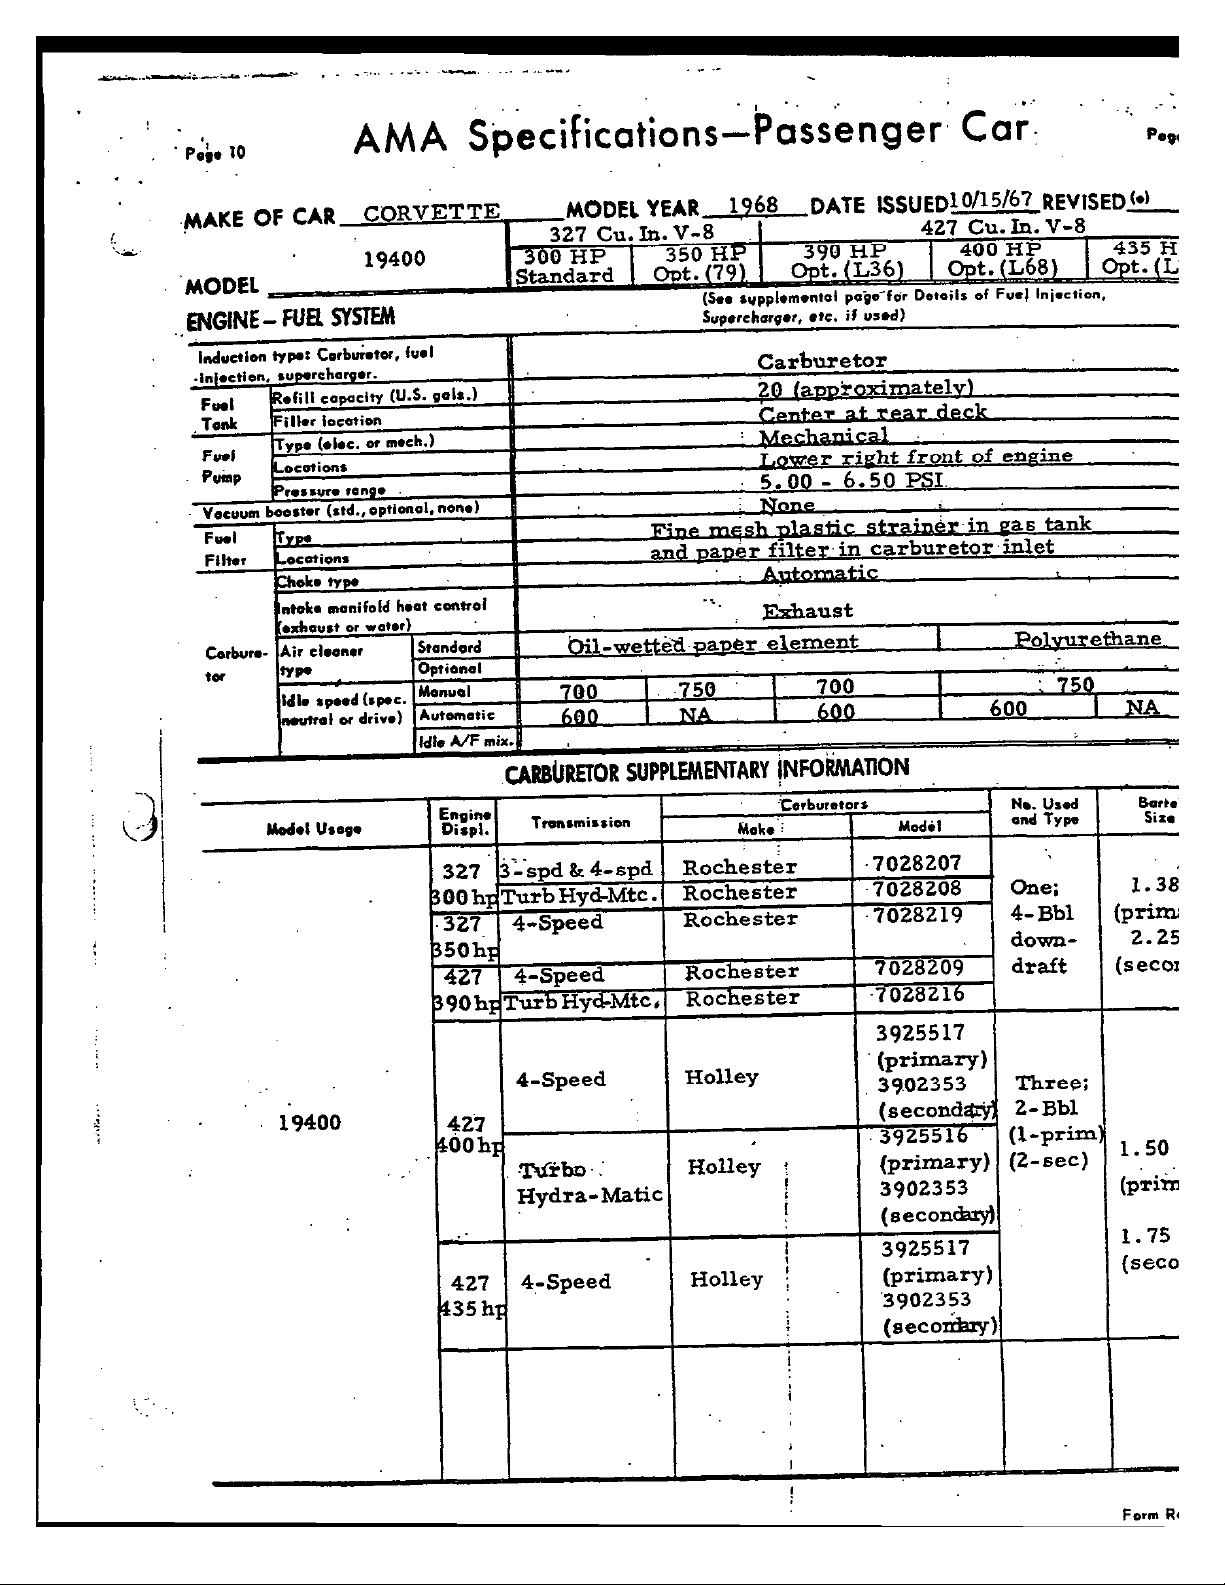 Page 10 AMA Specifications—Passenger Car Page
MAKE OF CAR CORVETTE MODEL YEAR 1968 DATE ISSUED 10/15/67 REVISED (•)
327 Cu. In. V-8 427 Cu. In. V-8
MODEL 19400 300 HP Standard 350 HP Opt. (79) 390 HP Opt. (L36) 400 HP Opt. (L68) 435 H Opt. (L
ENGINE – FUEL SYSTEM (See supplemental page for Details of Fuel Injection,
Supercharger, etc. if used)
Induction type: Carburetor, fuel
injection, supercharger. Carburetor
Fuel Tank Refill capacity (U.S. gals.) 20 (approximately)
Filler location Center at rear deck
Fuel Pump Type (elec. or mech.) Mechanical
Locations Lower right front of engine
Pressure range 5.00 - 6.50 PSI
Vacuum booster (std., optional, none) None
Fuel Filter Type Fine mesh plastic strainer in gas tank
Locations and paper filter in carburetor inlet
Carbure-
tor
Choke type Automatic
Intake manifold heat control
(exhaust or water) Exhaust
Air cleaner type Standard Oil-wetted paper element Polyurethane
Optional
Idle speed (spec. neutral or drive) Manual 700 750 700 750
Automatic 600 NA 600 600 NA
Idle A/F mix.
CARBURETOR SUPPLEMENTARY INFORMATION
Model Usage Engine Displ. Transmission Carburetors Make Model No. Used and Type Barre Size
327 3-spd & 4-spd Rochester 7028207
300 hp Turb Hyd-Mtc. Rochester 7028208 One; 1.38
327 4-Speed Rochester 7028219 4-Bbl (prim
350 hp down- 2.25
427 4-Speed Rochester 7028209 draft (secon
390 hp Turb Hyd-Mtc. Rochester 7028216
3925517
(primary)
4-Speed Holley 3902353 Three;
(secondary) 2-Bbl
19400 427 3925516 (1-prim)
400 hp 1.50
Turbo Holley (primary) (2-sec)
Hydra-Matic 3902353 (prim
(secondary)
3925517 1.75
427 4-Speed Holley (primary) (seco
435 hp 3902353
(secondary)
Form R